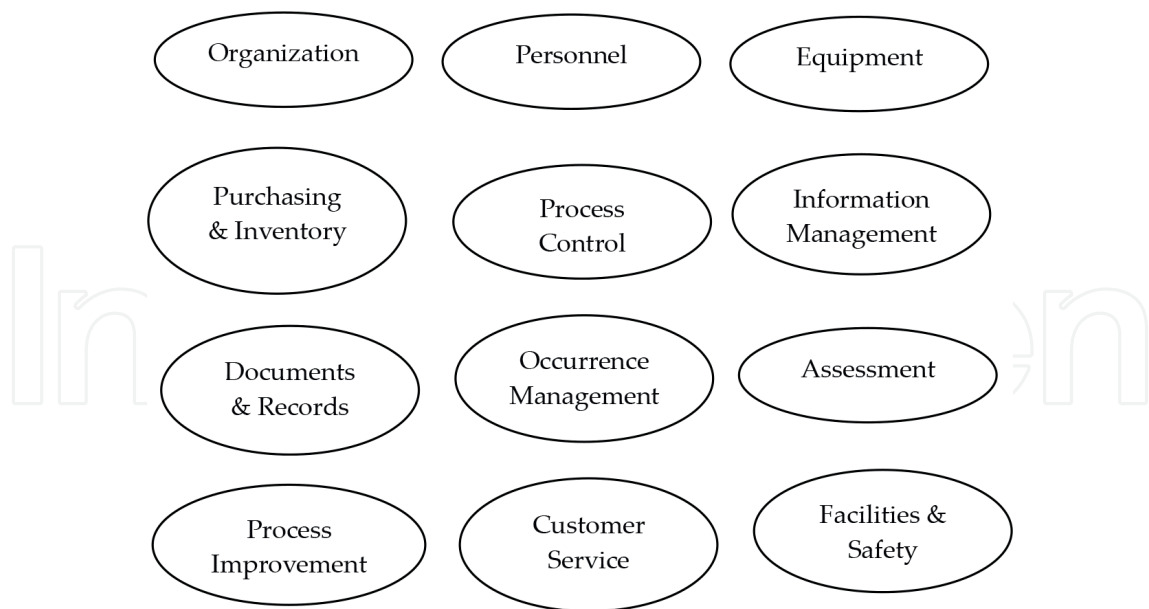 Organization
Personnel
Equipment
Purchasing
& Inventory
Process
Control
Information
Management
Documents
& Records
Occurrence
Management
Assessment
Process
Improvement
Customer
Service
Facilities &
Safety